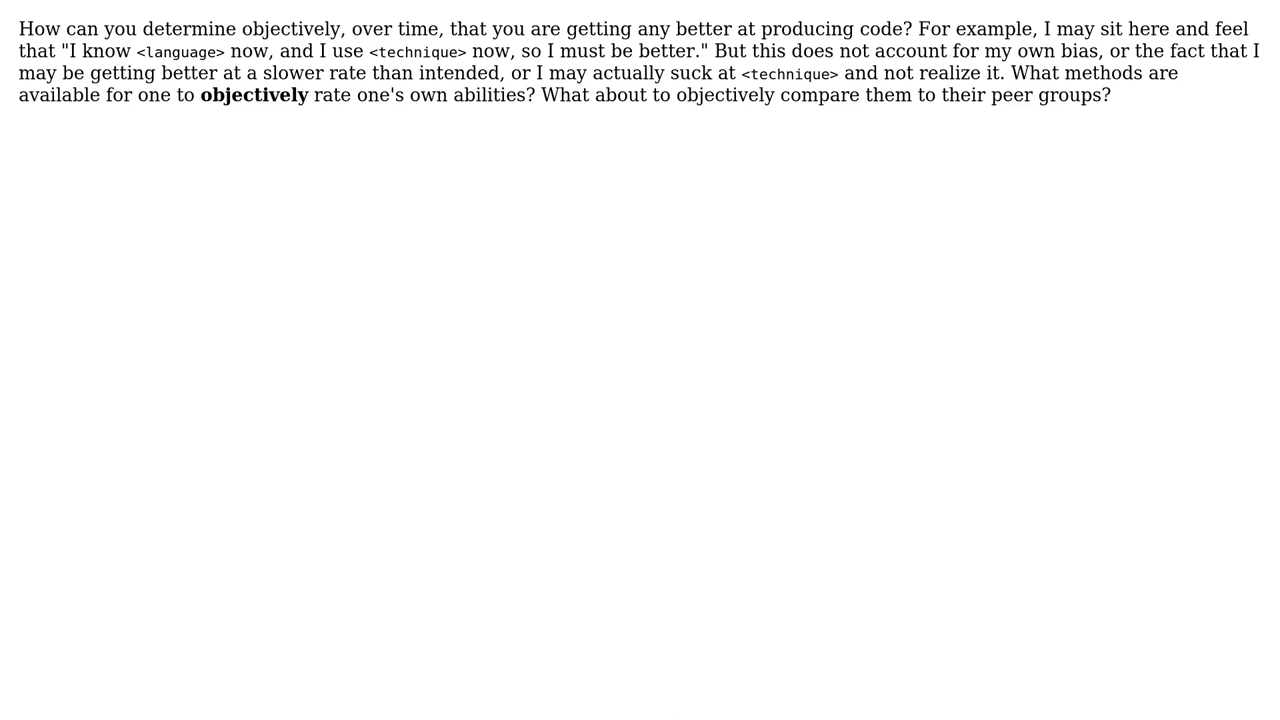 How can you determine objectively, over time, that you are getting any better at producing code? For example, I may sit here and feel
that "I know <language> now, and I use <technique> now, so I must be better." But this does not account for my own bias, or the fact that I
may be getting better at a slower rate than intended, or I may actually suck at <technique> and not realize it. What methods are
available for one to objectively rate one's own abilities? What about to objectively compare them to their peer groups?